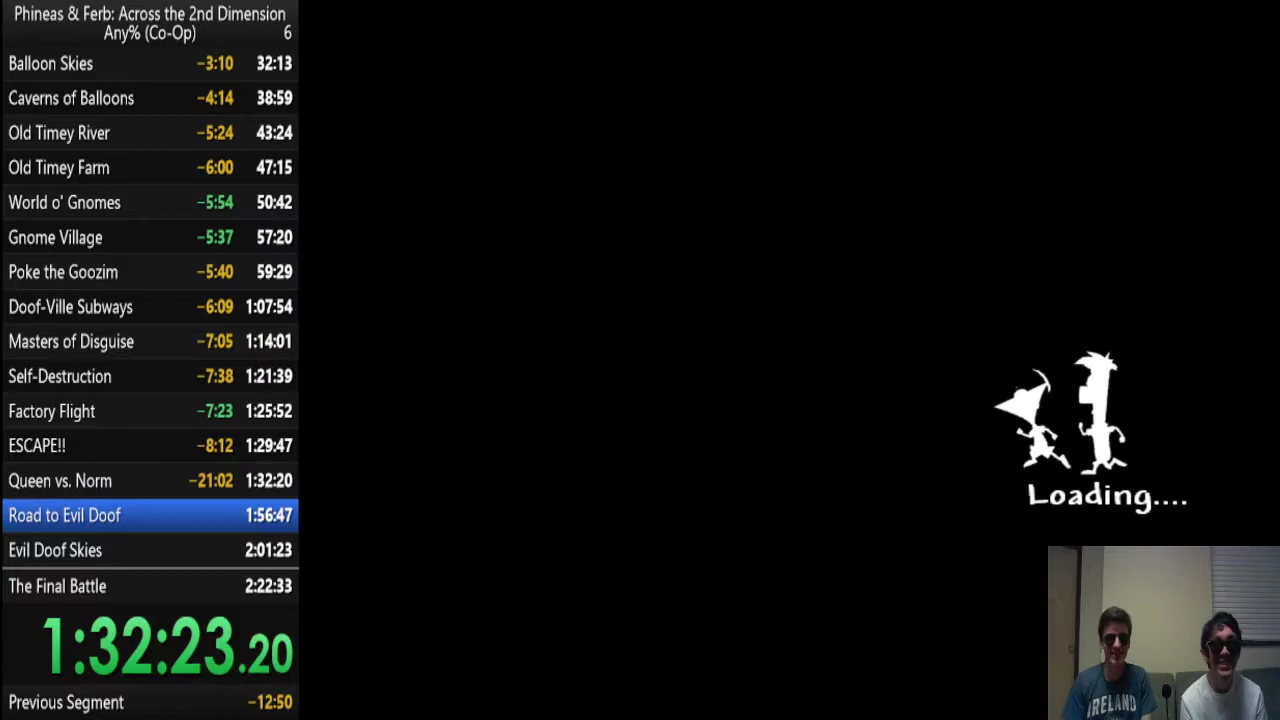 Phineas & Ferb: Across the 2nd Dimension
Any% (Co-Op) 6
Balloon Skies −3:10 32:13
Caverns of Balloons −4:14 38:59
Old Timey River −5:24 43:24
Old Timey Farm −6:00 47:15
World o' Gnomes −5:54 50:42
Gnome Village −5:37 57:20
Poke the Goozim −5:40 59:29
Doof-Ville Subways −6:09 1:07:54
Masters of Disguise −7:05 1:14:01
Self-Destruction −7:38 1:21:39
Factory Flight −7:23 1:25:52
ESCAPE!! −8:12 1:29:47
Queen vs. Norm −21:02 1:32:20
Road to Evil Doof 1:56:47
Evil Doof Skies 2:01:23
The Final Battle 2:22:33
1:32:23.20
Previous Segment −12:50
Loading....
IRELAND